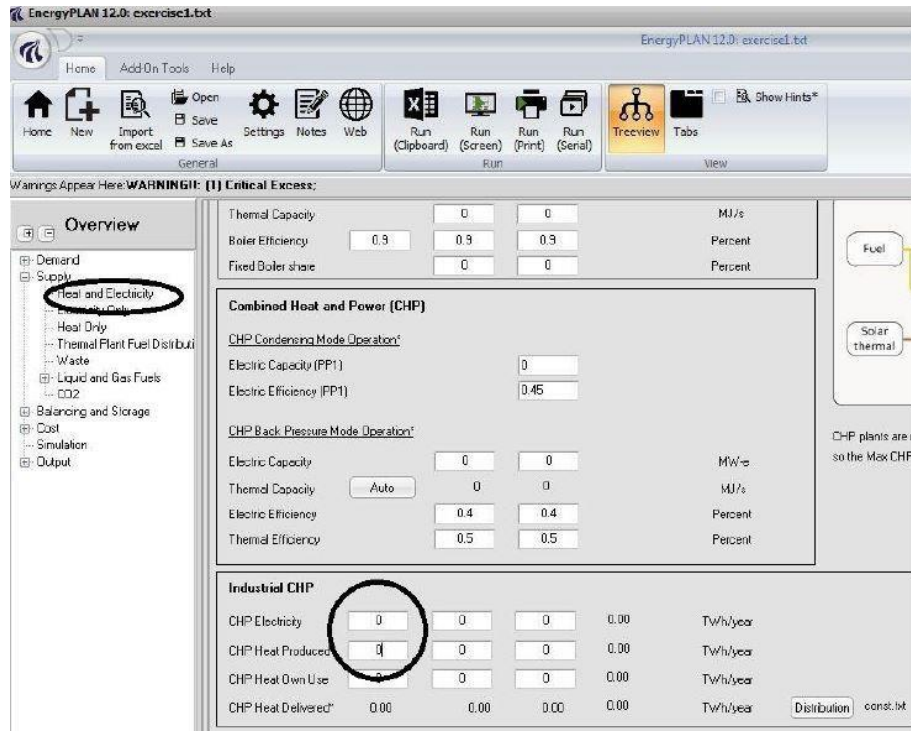 EnergyPLAN 12.0: exercise1.txt
EnergyPLAN 12.0: exercise1.txt
Home Add-On Tools Help
Home New Import from excel Open Save Save As Settings Notes Web Run (Clipboard) Run (Screen) Run (Print) Run (Serial) Treeview Tabs Show Hints*
General Run View
Warnings Appear Here: WARNING!!: (1) Critical Excess;
Overview
Demand
Supply
Heat and Electricity
Electricity Only
Heat Only
Thermal Plant Fuel Distributi
Waste
Liquid and Gas Fuels
CO2
Balancing and Storage
Cost
Simulation
Output
Thermal Capacity 0 0 MJ/s
Boiler Efficiency 0.9 0.9 0.9 Percent
Fixed Boiler share 0 0 Percent
Combined Heat and Power (CHP)
CHP Condensing Mode Operation*
Electric Capacity (PP1) 0
Electric Efficiency (PP1) 0.45
CHP Back Pressure Mode Operation*
Electric Capacity 0 0 MW-e
Thermal Capacity Auto 0 0 MJ/s
Electric Efficiency 0.4 0.4 Percent
Thermal Efficiency 0.5 0.5 Percent
Industrial CHP
CHP Electricity 0 0 0 0.00 TWh/year
CHP Heat Produced 0 0 0 0.00 TWh/year
CHP Heat Own Use 0 0 0 0.00 TWh/year
CHP Heat Delivered* 0.00 0.00 0.00 0.00 TWh/year Distribution const.txt
Fuel
Solar thermal
CHP plants are
so the Max CHP